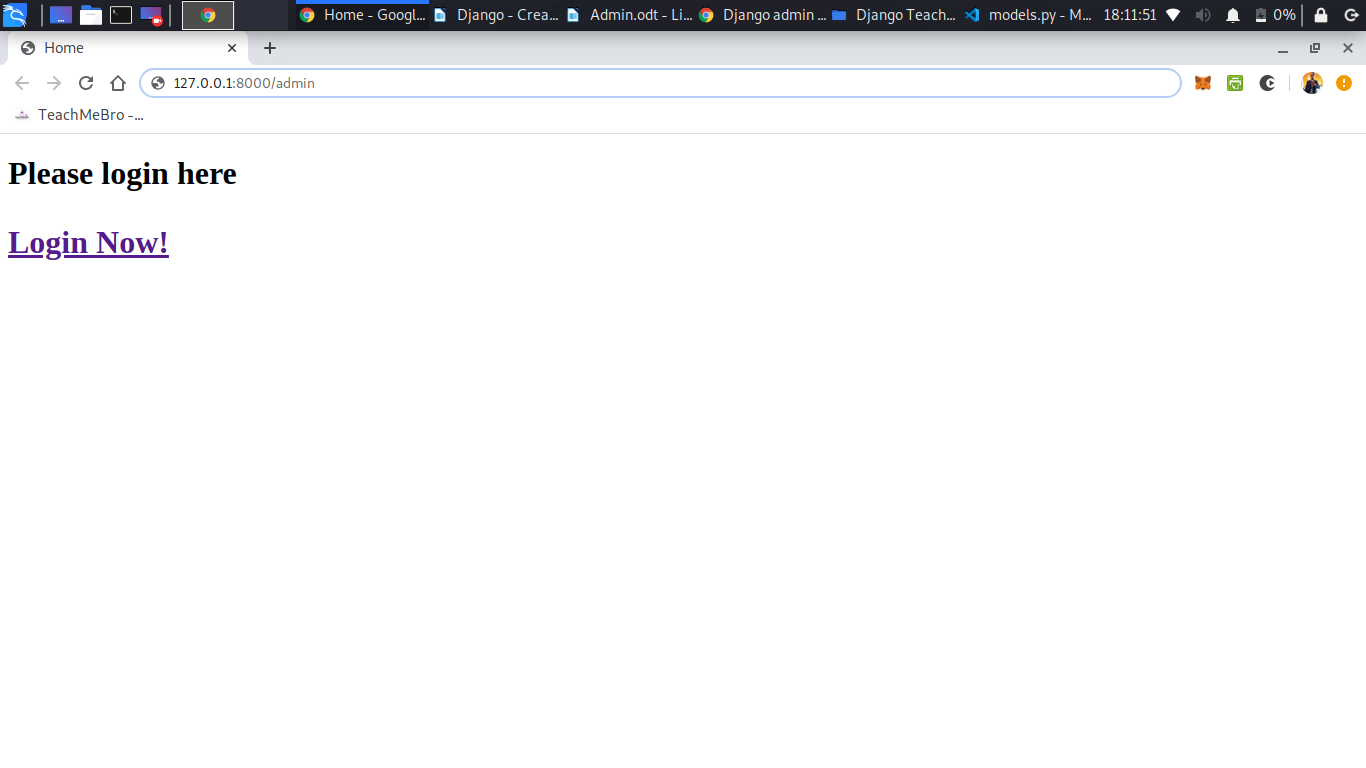 Home - Googl... Django - Crea... Admin.odt - Li... Django admin ... Django Teach... models.py - M... 18:11:51 0%
Home
127.0.0.1:8000/admin
TeachMeBro -...
Please login here
Login Now!